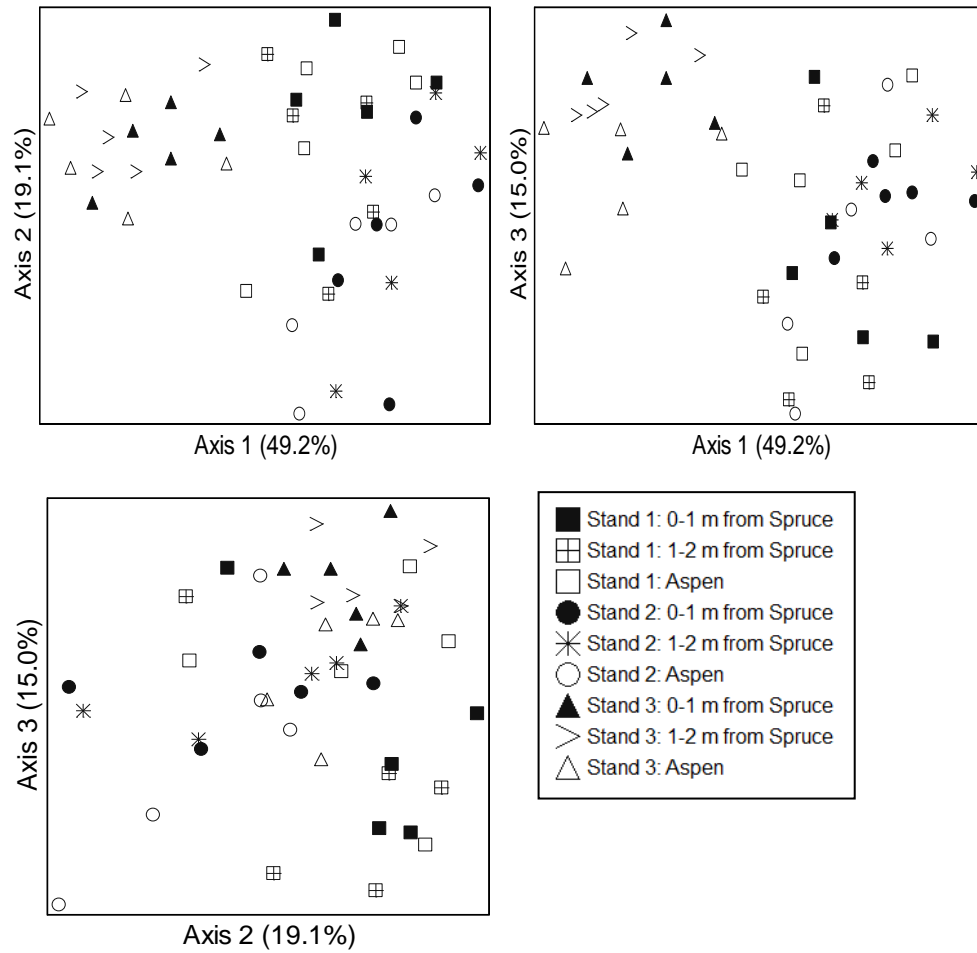 Axis 2 (19.1%)
Axis 1 (49.2%)
Axis 3 (15.0%)
Axis 1 (49.2%)
Axis 3 (15.0%)
Axis 2 (19.1%)
Stand 1: 0-1 m from Spruce
Stand 1: 1-2 m from Spruce
Stand 1: Aspen
Stand 2: 0-1 m from Spruce
Stand 2: 1-2 m from Spruce
Stand 2: Aspen
Stand 3: 0-1 m from Spruce
Stand 3: 1-2 m from Spruce
Stand 3: Aspen